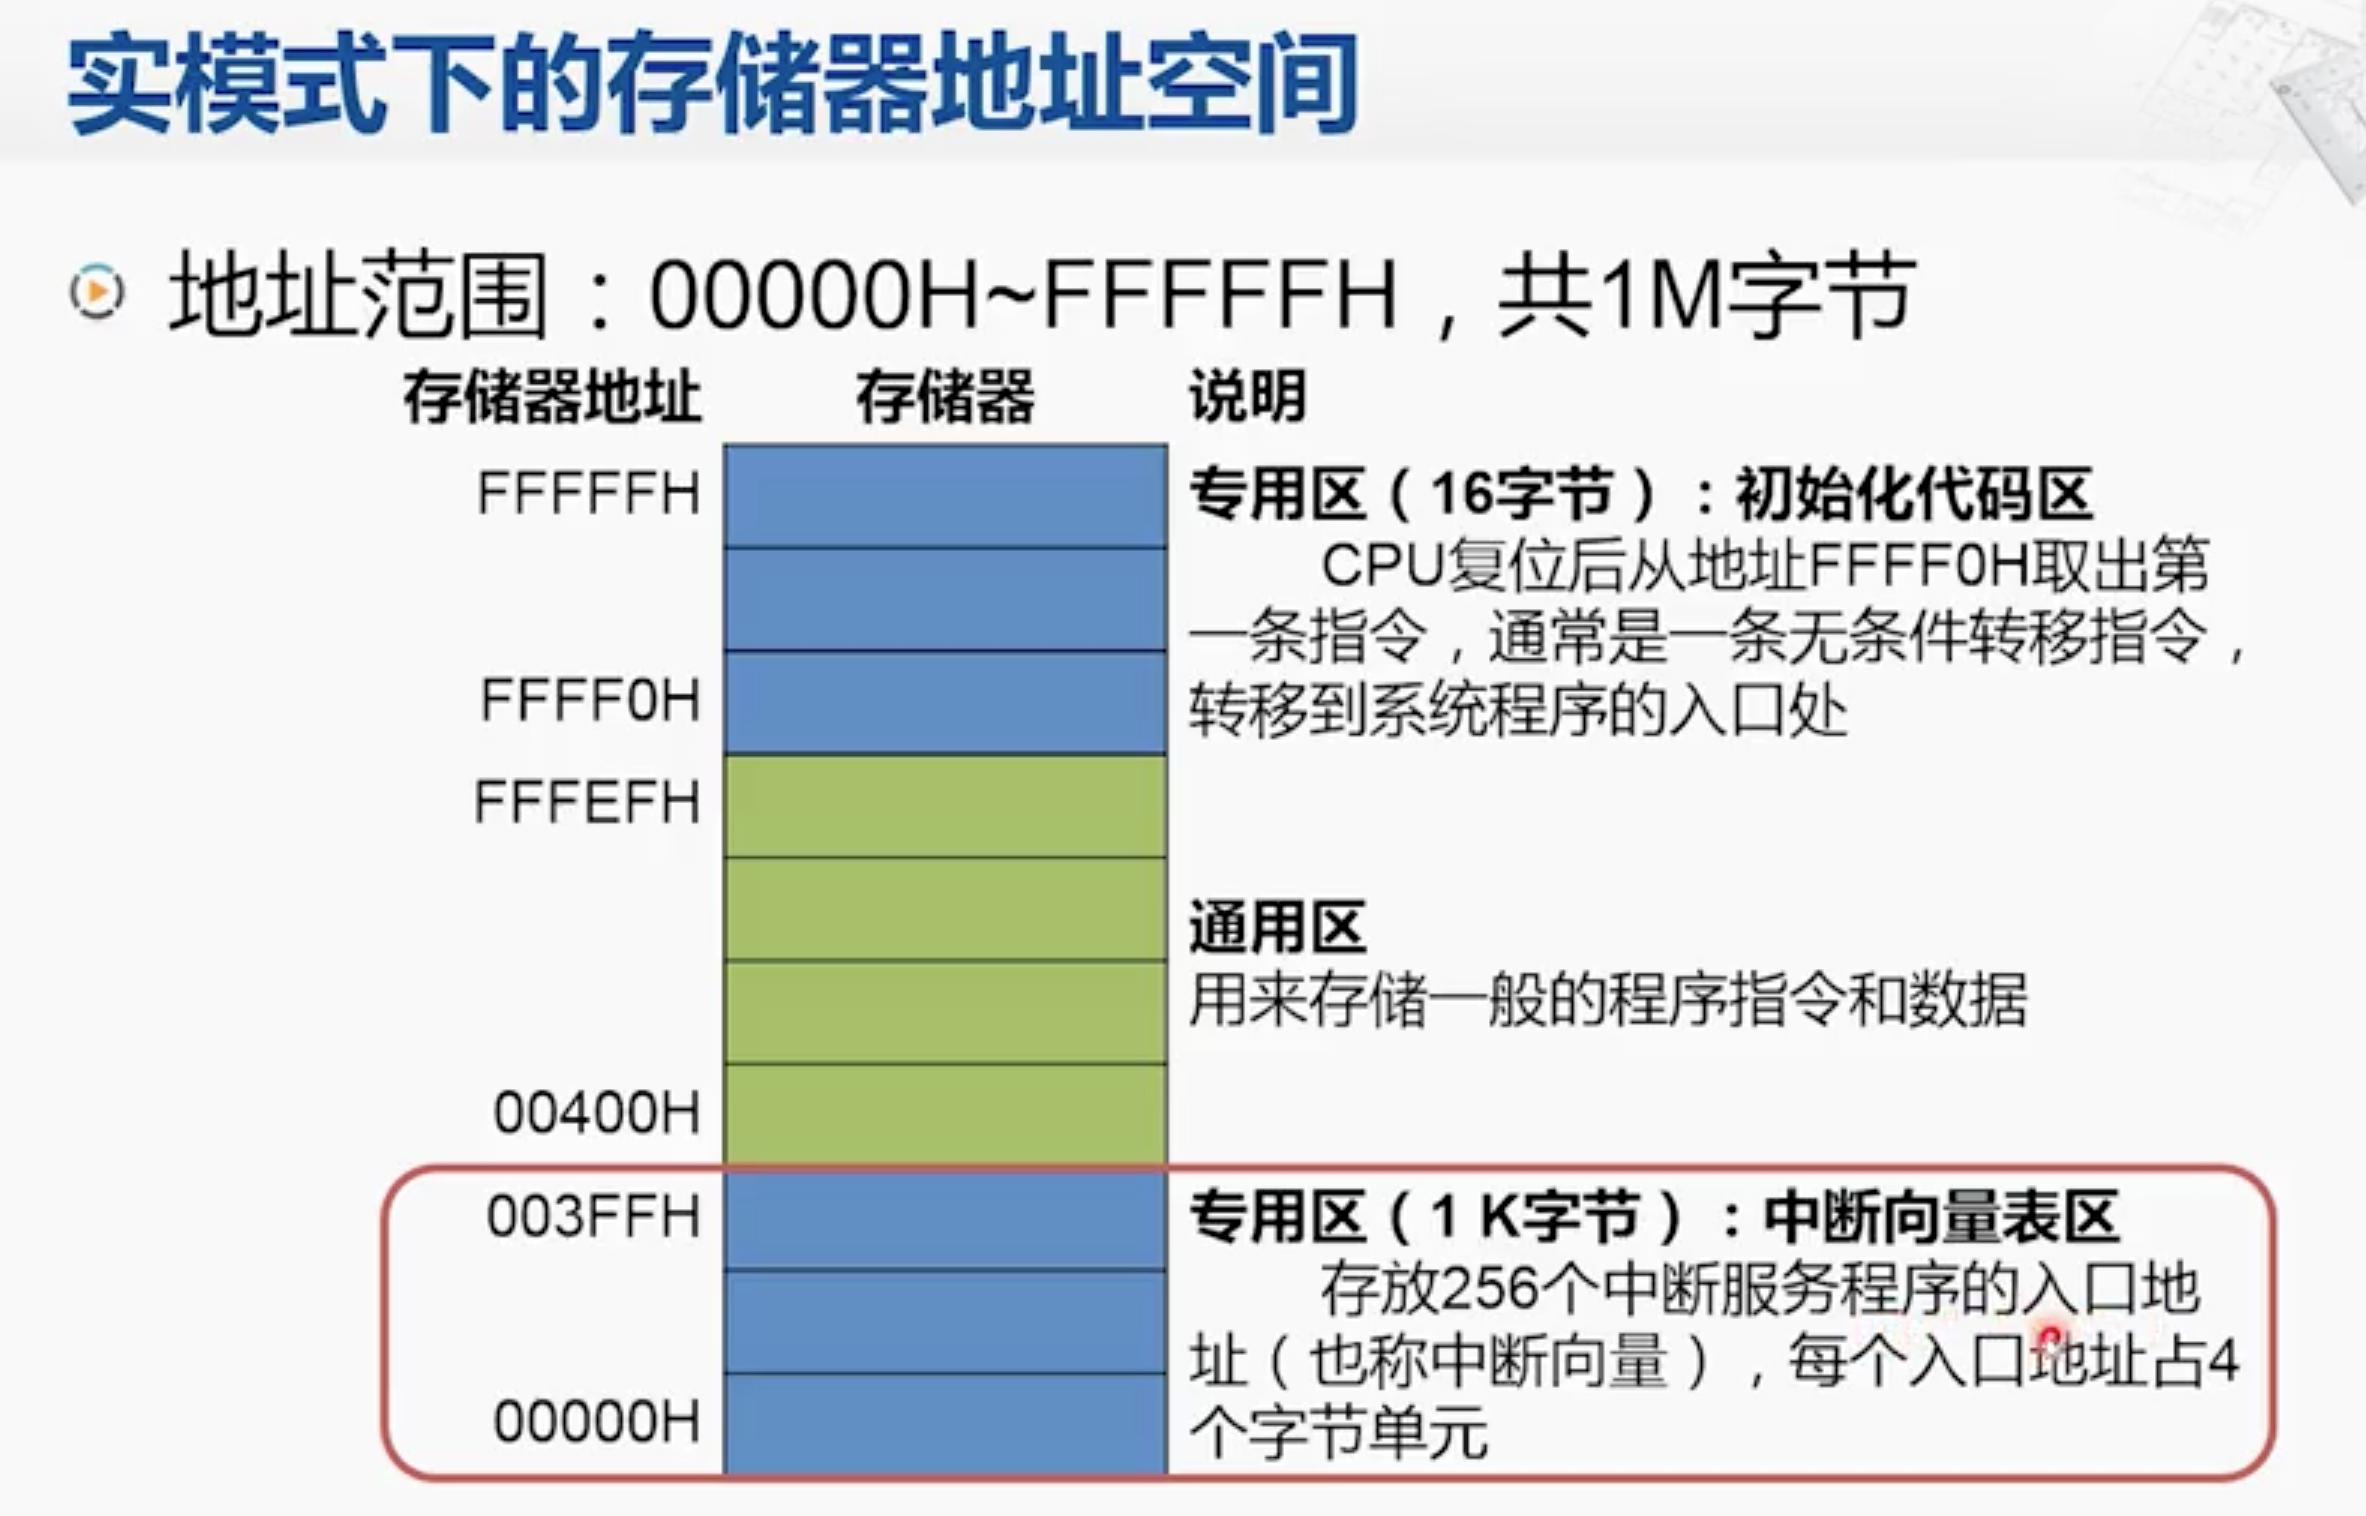 实模式下的存储器地址空间
地址范围：00000H~FFFFFH，共1M字节
存储器地址 存储器 说明
FFFFFH 专用区（16字节）：初始化代码区
CPU复位后从地址FFFF0H取出第
一条指令，通常是一条无条件转移指令，
FFFF0H 转移到系统程序的入口处
FFFEFH
通用区
用来存储一般的程序指令和数据
00400H
003FFH 专用区（1 K字节）：中断向量表区
存放256个中断服务程序的入口地
址（也称中断向量），每个入口地址占4
00000H 个字节单元